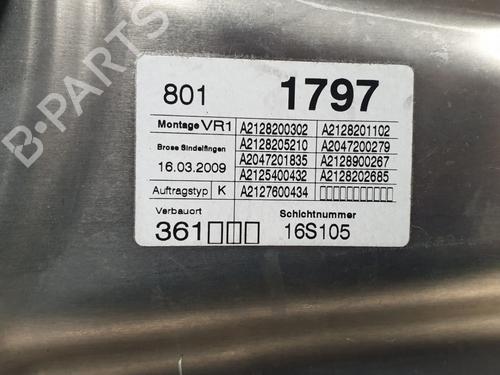 B-PARTS
801 1797
Montage VR1 A2128200302 A2128201102
Brose Sindelfingen A2128205210 A2047200279
16.03.2009 A2047201835 A2128900267
A2125400432 A2128202685
Auftragstyp K A2127600434 □□□□□□□□□□□
Verbauort Schichtnummer
361□□□ 16S105